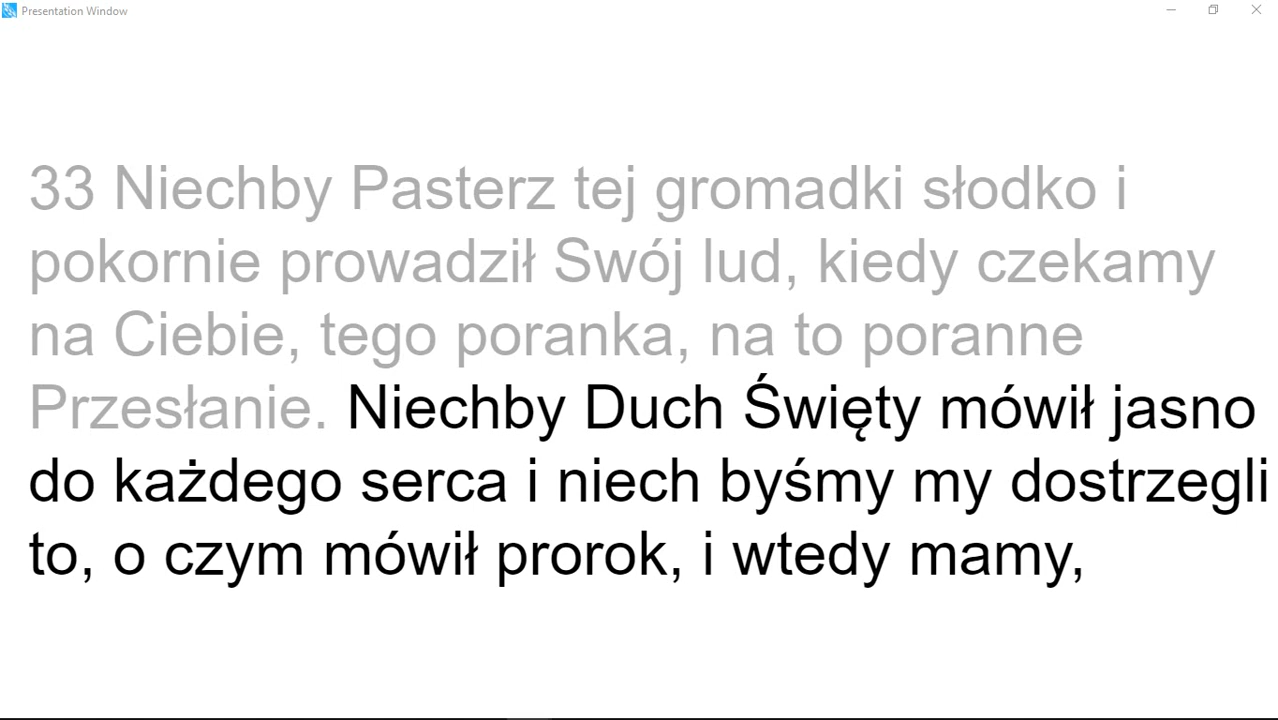 Presentation Window
33 Niechby Pasterz tej gromadki słodko i
pokornie prowadził Swój lud, kiedy czekamy
na Ciebie, tego poranka, na to poranne
Przesłanie. Niechby Duch Święty mówił jasno
do każdego serca i niech byśmy my dostrzegli
to, o czym mówił prorok, i wtedy mamy,